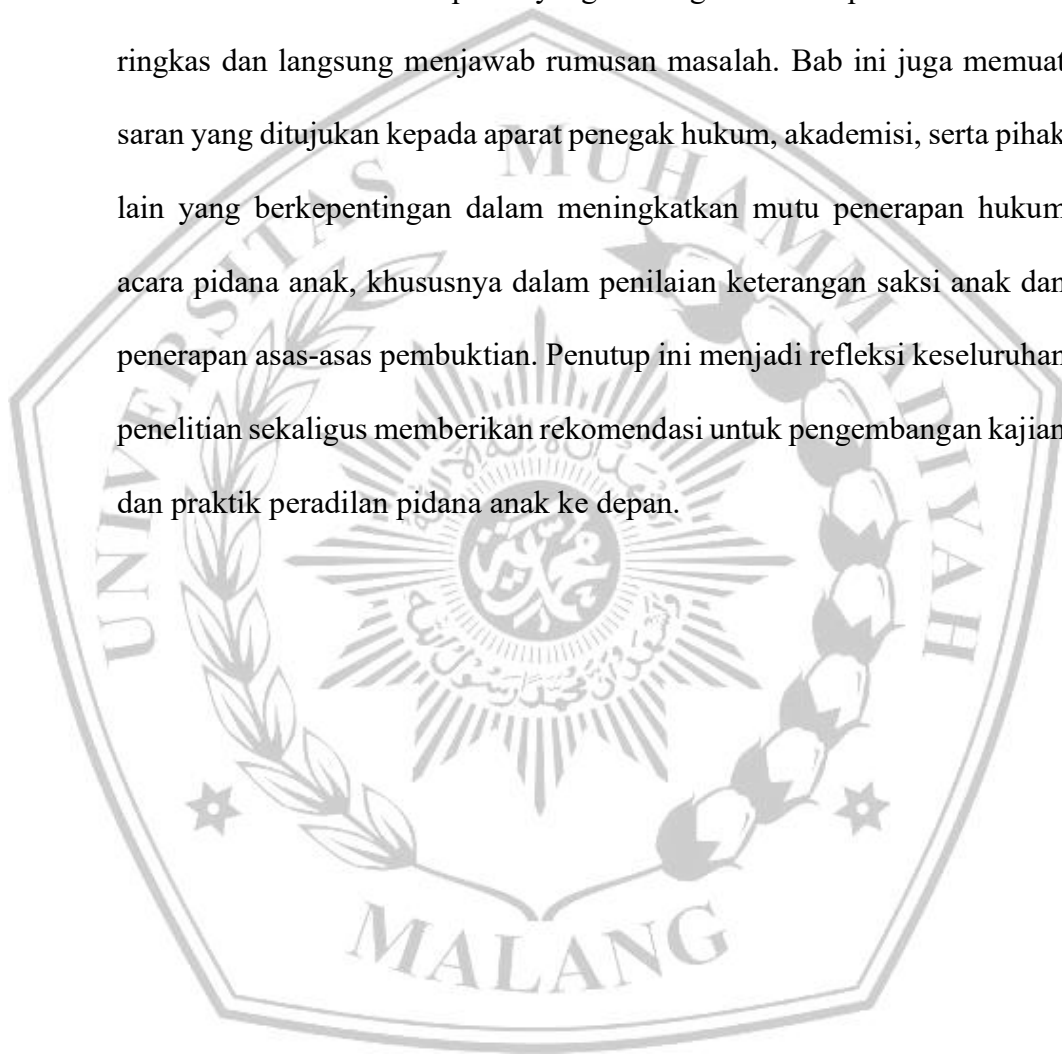 ringkas dan langsung menjawab rumusan masalah. Bab ini juga memuat
saran yang ditujukan kepada aparat penegak hukum, akademisi, serta pihak
lain yang berkepentingan dalam meningkatkan mutu penerapan hukum
acara pidana anak, khususnya dalam penilaian keterangan saksi anak dan
penerapan asas-asas pembuktian. Penutup ini menjadi refleksi keseluruhan
penelitian sekaligus memberikan rekomendasi untuk pengembangan kajian
dan praktik peradilan pidana anak ke depan.
UNIVERSITAS MUHAMMADIYAH
MALANG